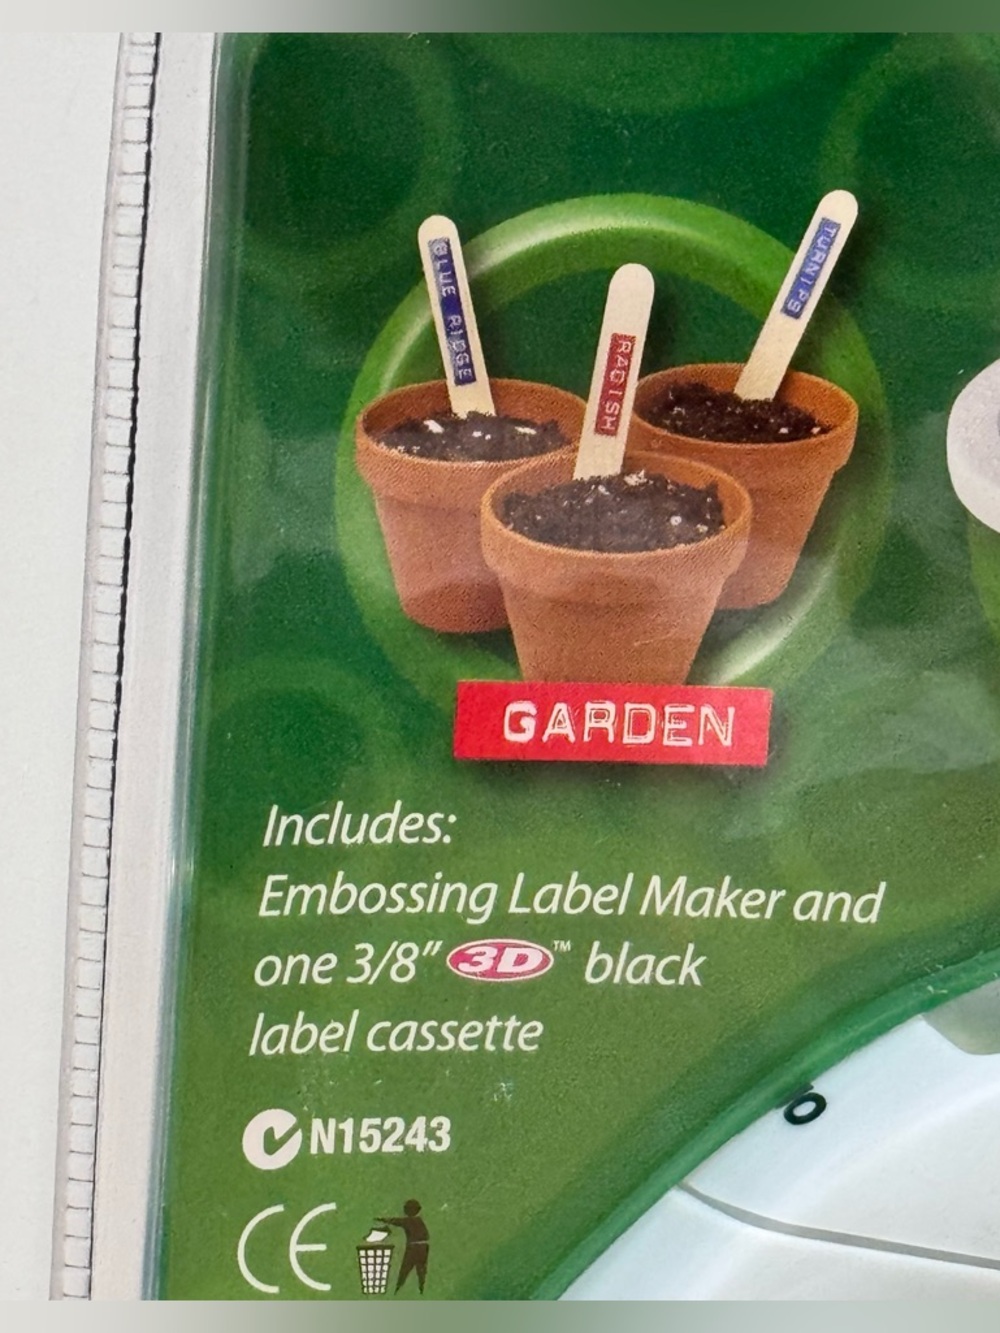 BLUE RIDGE
RADISH
TURNIPS
GARDEN
Includes:
Embossing Label Maker and
one 3/8" 3D™ black
label cassette
N15243
CE